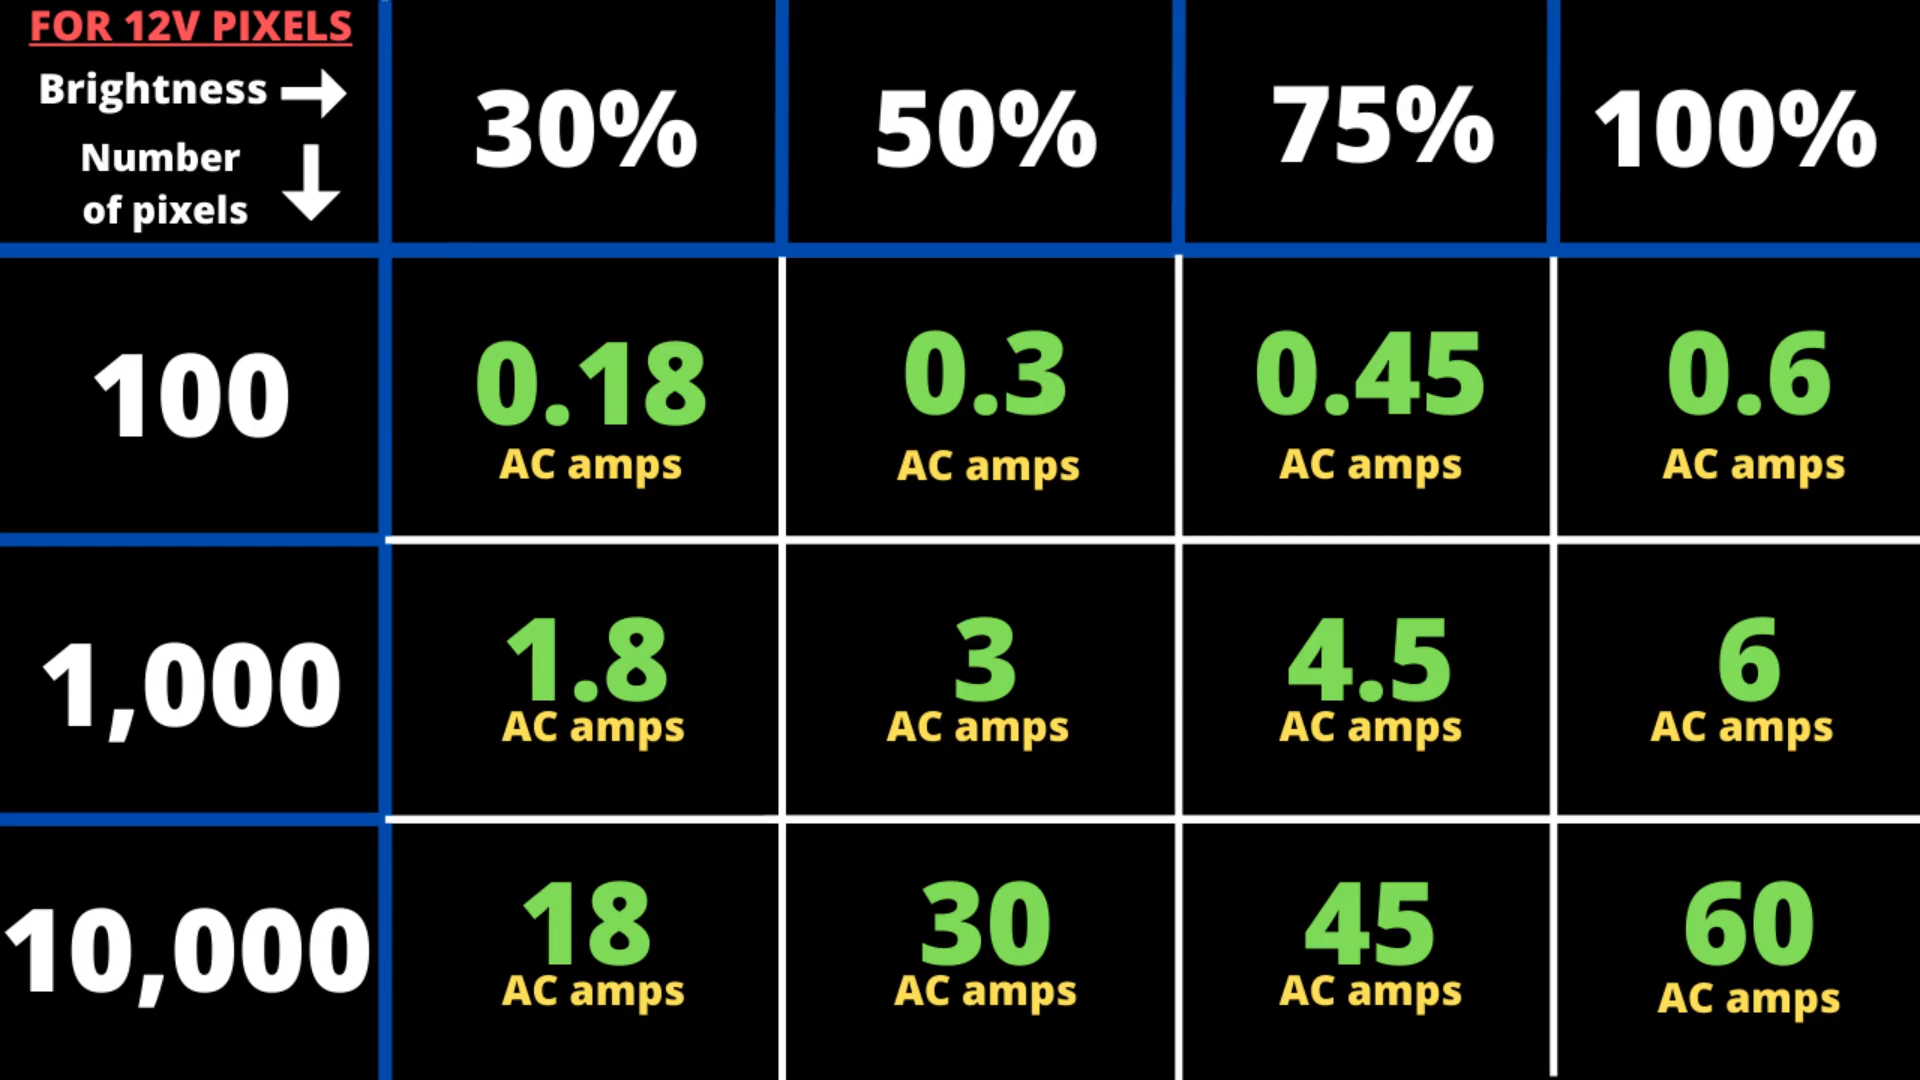 FOR 12V PIXELS
Brightness
Number
of pixels
30%
50%
75%
100%
100
0.18
AC amps
0.3
AC amps
0.45
AC amps
0.6
AC amps
1,000
1.8
AC amps
3
AC amps
4.5
AC amps
6
AC amps
10,000
18
AC amps
30
AC amps
45
AC amps
60
AC amps